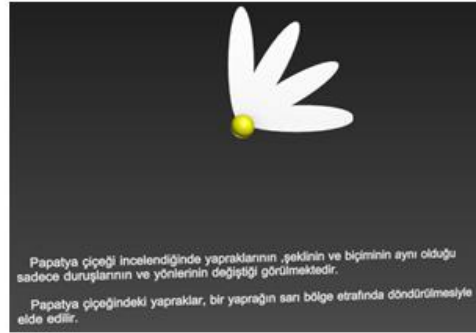 Papatya çiçeği incelendiğinde yapraklarının ,şeklinin ve biçiminin aynı olduğu
sadece duruşlarının ve yönlerinin değiştiği görülmektedir.
Papatya çiçeğindeki yapraklar, bir yaprağın sarı bölge etrafında döndürülmesiyle
elde edilir.